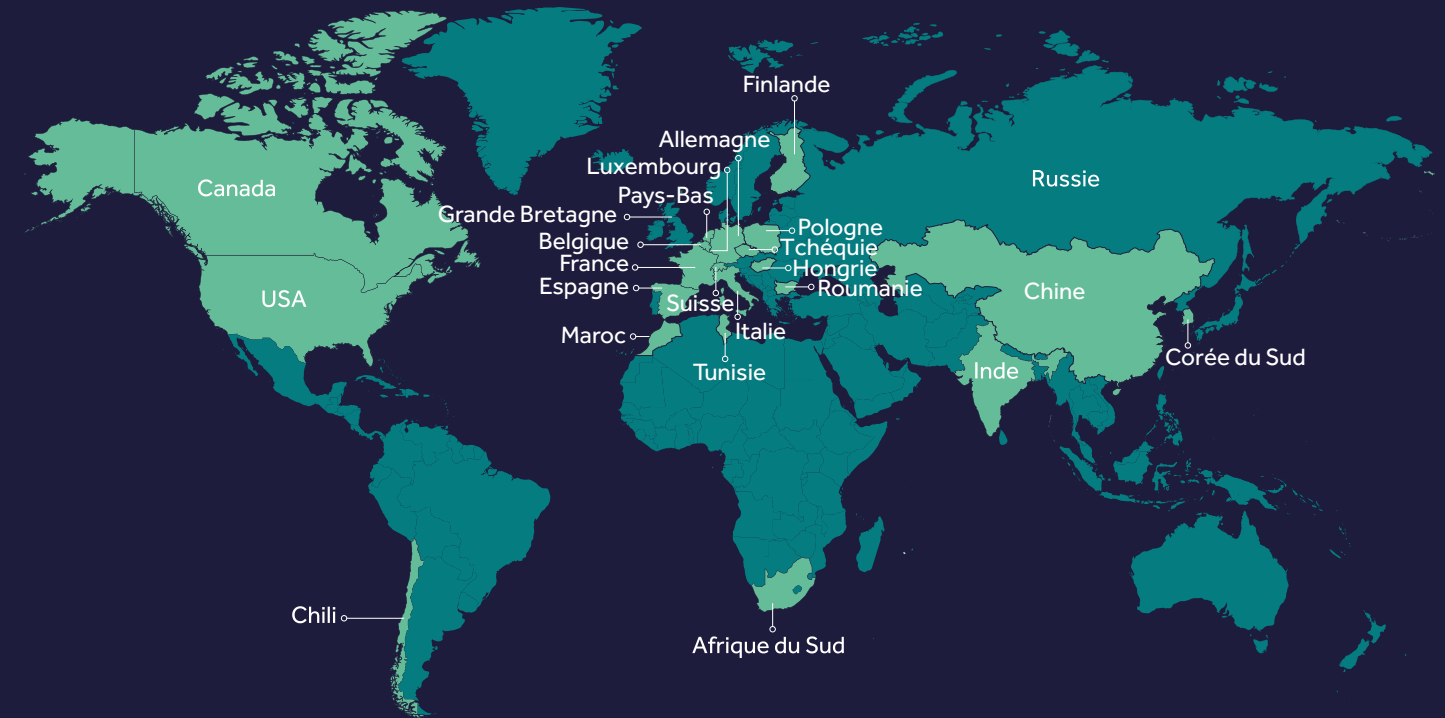 Finlande
Allemagne
Luxembourg
Pays-Bas
Canada
Russie
Grande Bretagne
Pologne
Belgique
Tchéquie
France
Hongrie
Espagne
Roumanie
USA
Chine
Suisse
Italie
Maroc
Corée du Sud
Tunisie
Inde
Chili
Afrique du Sud